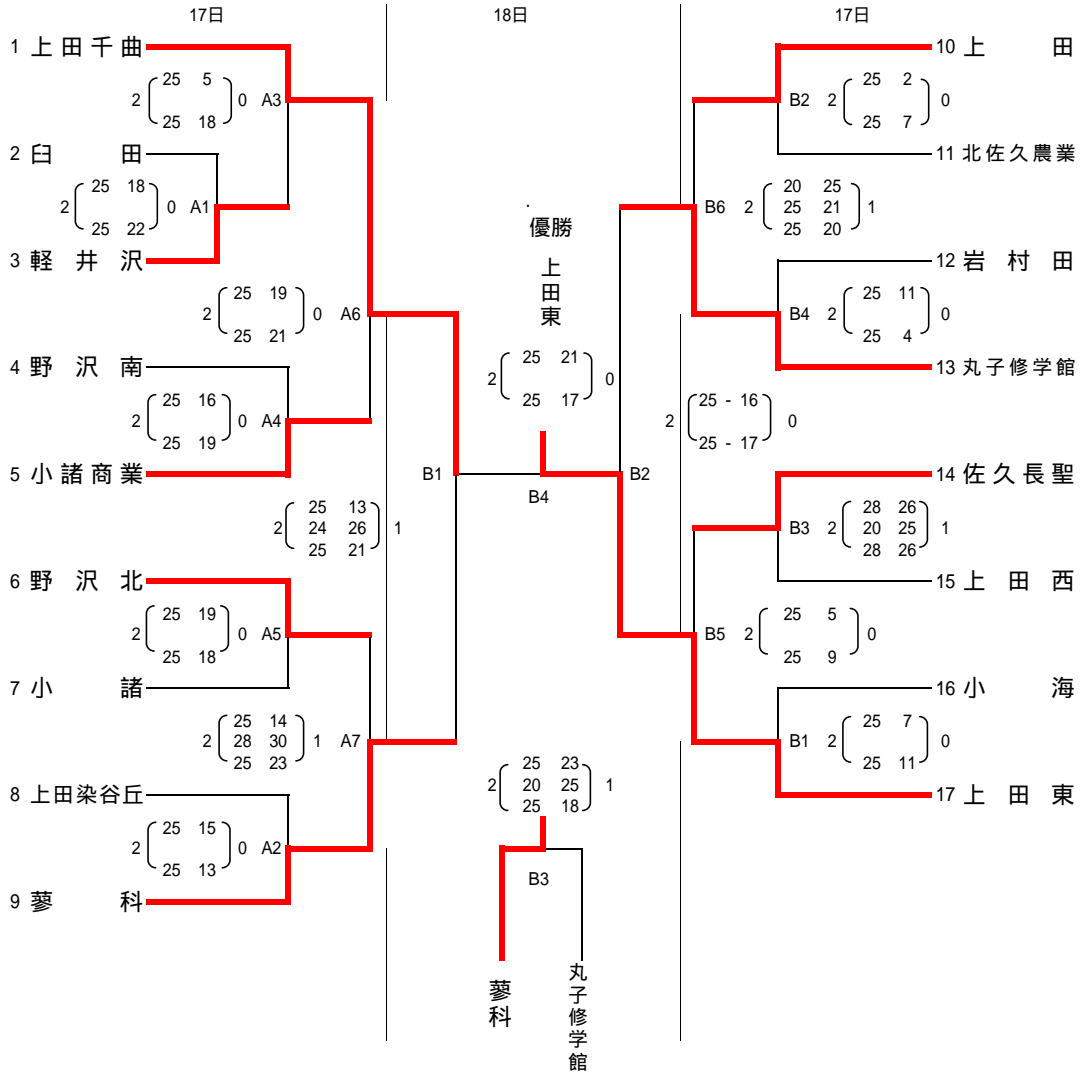 17日
18日
17日
1 上田千曲
25 5
2 0 A3
25 18
2 臼田
25 18
2 0 A1
25 22
3 軽井沢
25 19
2 0 A6
25 21
4 野沢南
25 16
2 0 A4
25 19
5 小諸商業
25 13
2 24 26 1
25 21
B1
6 野沢北
25 19
2 0 A5
25 18
7 小諸
25 14
2 28 30 1 A7
25 23
8 上田染谷丘
25 15
2 0 A2
25 13
9 蓼科
優勝
上田東
25 21
2 0
25 17
B4
25 23
2 20 25 1
25 18
B3
蓼科
丸子修学館
10 上田
25 2
B2 2 0
25 7
11 北佐久農業
20 25
B6 2 25 21 1
25 20
12 岩村田
25 11
B4 2 0
25 4
13 丸子修学館
25 - 16
2 0
25 - 17
B2
14 佐久長聖
28 26
B3 2 20 25 1
28 26
15 上田西
25 5
B5 2 0
25 9
16 小海
25 7
B1 2 0
25 11
17 上田東